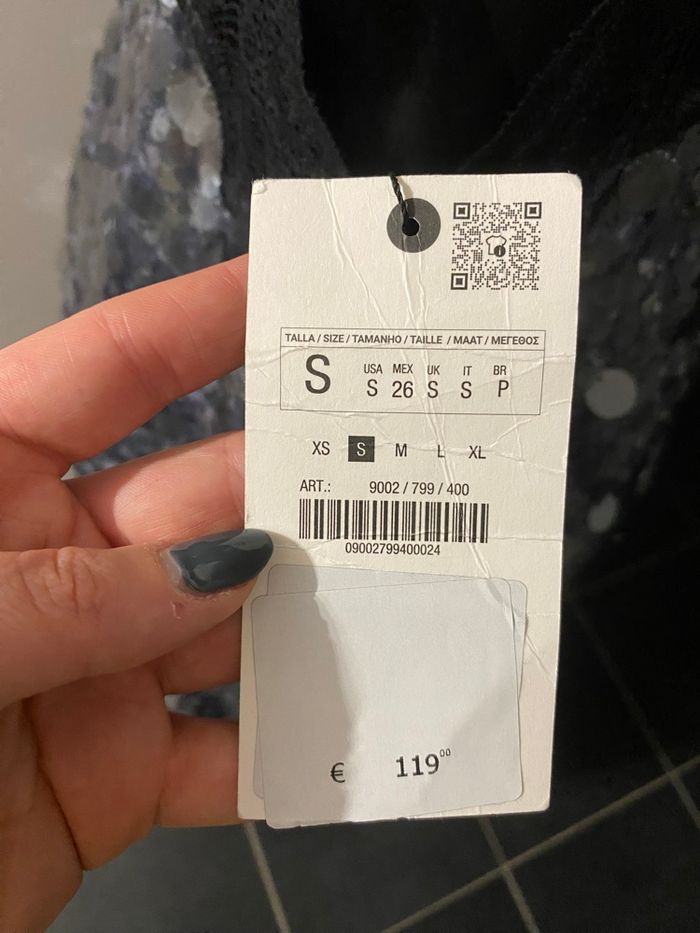 TALLA / SIZE / TAMANHO / TAILLE / MAAT / ΜΕΓΕΘΟΣ
S
USA MEX UK IT BR
S 26 S S P
XS S M L XL
ART.: 9002 / 799 / 400
09002799400024
€ 119⁰⁰